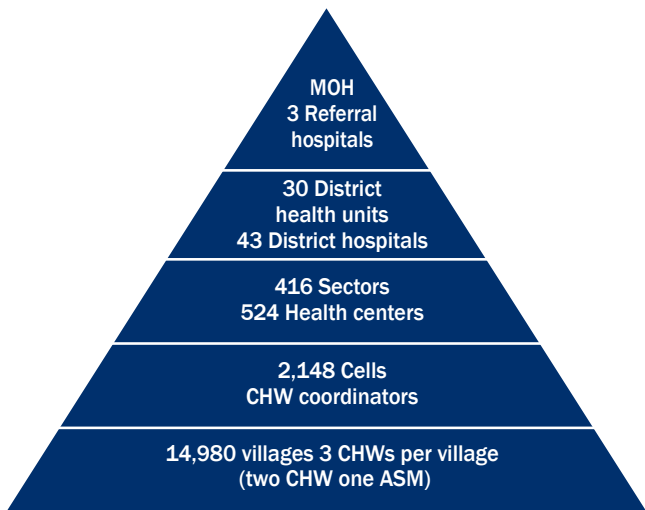 MOH
3 Referral
hospitals
30 District
health units
43 District hospitals
416 Sectors
524 Health centers
2,148 Cells
CHW coordinators
14,980 villages 3 CHWs per village
(two CHW one ASM)